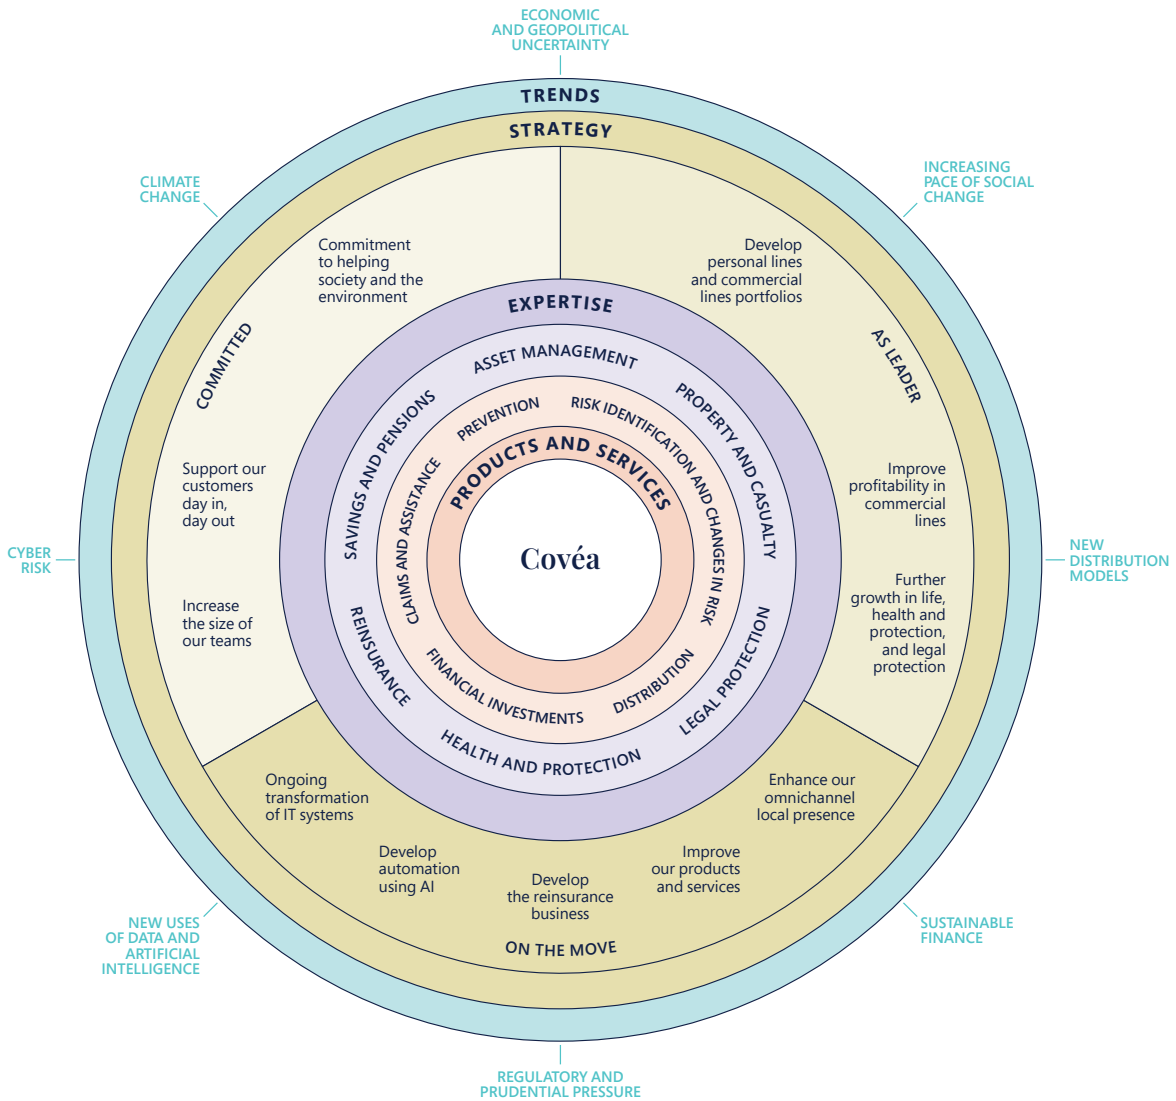 ECONOMIC
AND GEOPOLITICAL
UNCERTAINTY
TRENDS
STRATEGY
CLIMATE
CHANGE
INCREASING
PACE OF SOCIAL
CHANGE
CYBER
RISK
NEW
DISTRIBUTION
MODELS
NEW USES
OF DATA AND
ARTIFICIAL
INTELLIGENCE
SUSTAINABLE
FINANCE
REGULATORY AND
PRUDENTIAL PRESSURE
COMMITTED
Commitment
to helping
society and the
environment
Support our
customers
day in,
day out
Increase
the size of
our teams
AS LEADER
Develop
personal lines
and commercial
lines portfolios
Improve
profitability in
commercial
lines
Further
growth in life,
health and
protection,
and legal
protection
ON THE MOVE
Ongoing
transformation
of IT systems
Develop
automation
using AI
Develop
the reinsurance
business
Improve
our products
and services
Enhance our
omnichannel
local presence
EXPERTISE
ASSET MANAGEMENT
PROPERTY AND CASUALTY
LEGAL PROTECTION
HEALTH AND PROTECTION
REINSURANCE
SAVINGS AND PENSIONS
PREVENTION
RISK IDENTIFICATION AND CHANGES IN RISK
DISTRIBUTION
FINANCIAL INVESTMENTS
CLAIMS AND ASSISTANCE
PRODUCTS AND SERVICES
Covéa